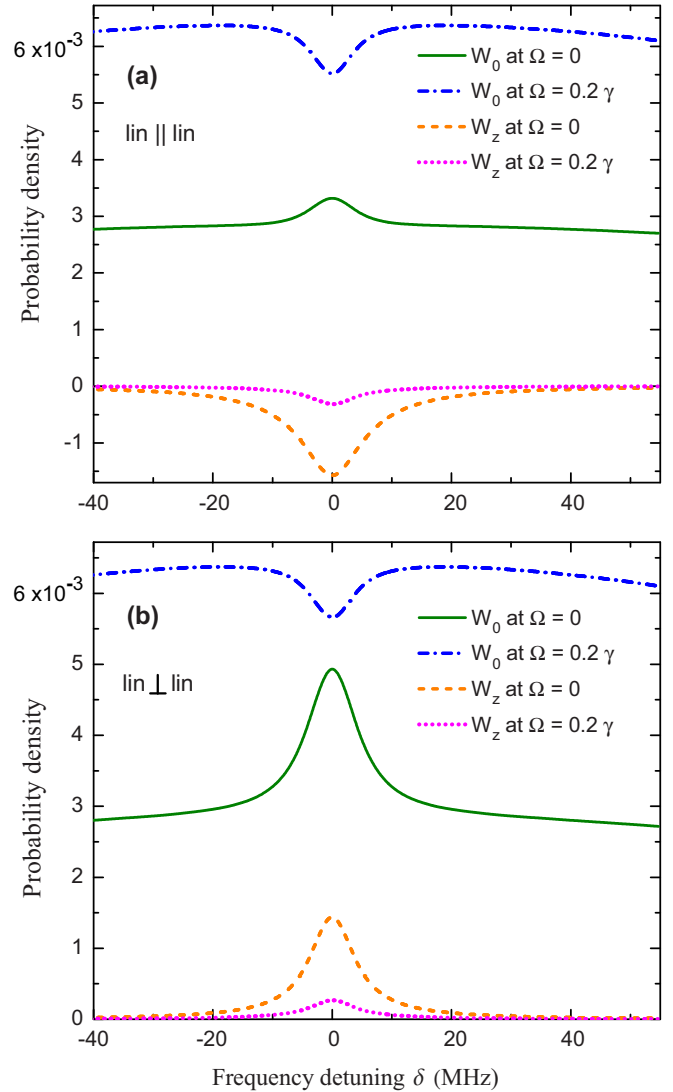 6 x10⁻³
5
4
3
2
1
0
-1
Probability density
(a)
lin || lin
W₀ at Ω = 0
W₀ at Ω = 0.2 γ
W_z at Ω = 0
W_z at Ω = 0.2 γ
-40 -20 0 20 40
6 x10⁻³
5
4
3
2
1
0
Probability density
(b)
lin ⊥ lin
W₀ at Ω = 0
W₀ at Ω = 0.2 γ
W_z at Ω = 0
W_z at Ω = 0.2 γ
-40 -20 0 20 40
Frequency detuning δ (MHz)